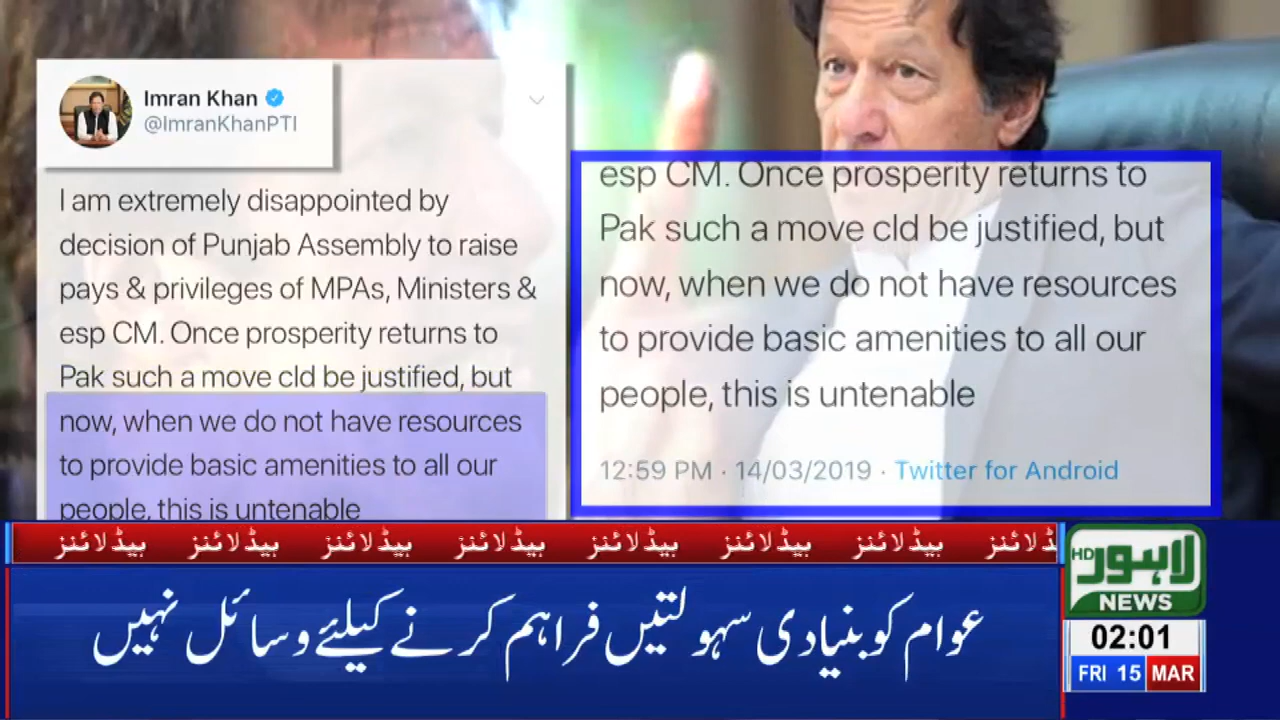 Imran Khan
@ImranKhanPTI
I am extremely disappointed by
decision of Punjab Assembly to raise
pays & privileges of MPAs, Ministers &
esp CM. Once prosperity returns to
Pak such a move cld be justified, but
now, when we do not have resources
to provide basic amenities to all our
people, this is untenable
esp CM. Once prosperity returns to
Pak such a move cld be justified, but
now, when we do not have resources
to provide basic amenities to all our
people, this is untenable
12:59 PM · 14/03/2019 · Twitter for Android
ہیڈلائنز ہیڈلائنز ہیڈلائنز ہیڈلائنز ہیڈلائنز ہیڈلائنز ہیڈلائنز ڈلائنز
عوام کو بنیادی سہولتیں فراہم کرنے کیلئے وسائل نہیں
لاہور HD
NEWS
02:01
FRI 15 MAR